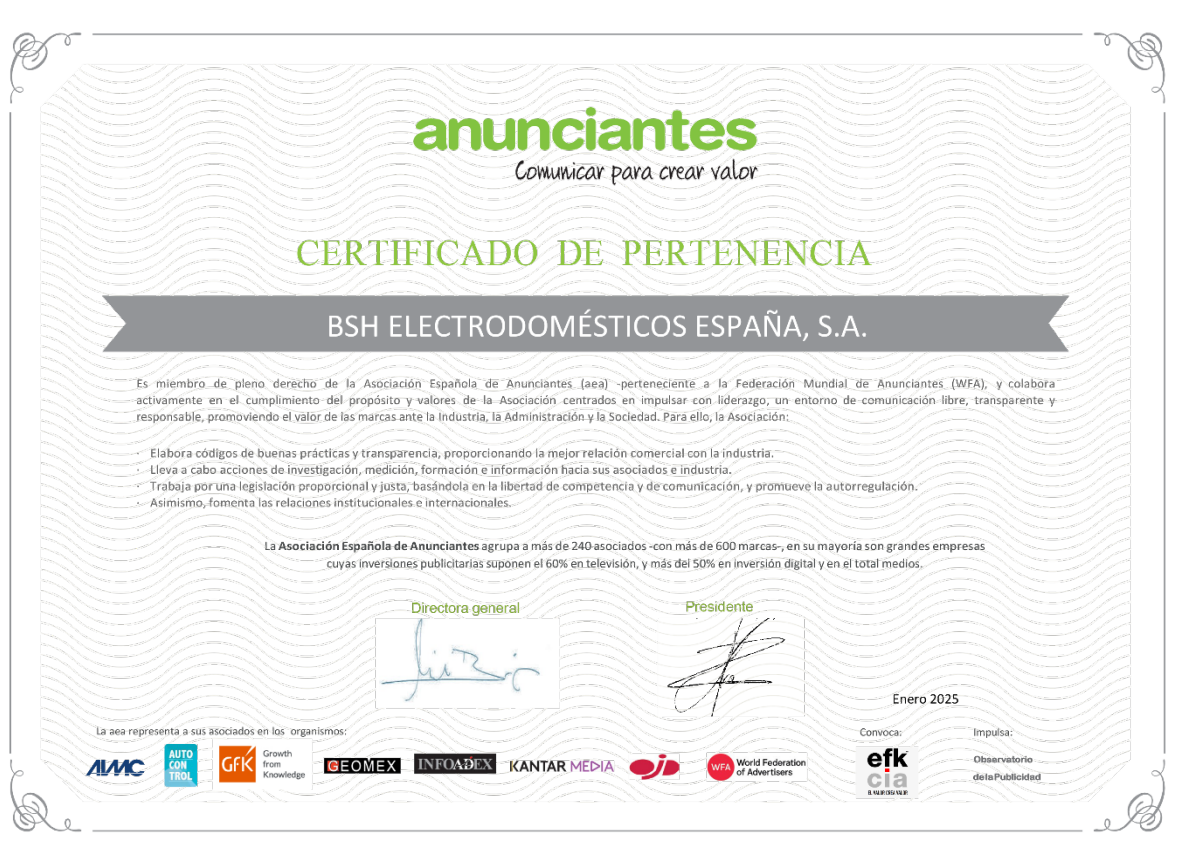 anunciantes
Comunicar para crear valor
CERTIFICADO DE PERTENENCIA
BSH ELECTRODOMÉSTICOS ESPAÑA, S.A.
Es miembro de pleno derecho de la Asociación Española de Anunciantes (aea) -perteneciente a la Federación Mundial de Anunciantes (WFA), y colabora
activamente en el cumplimiento del propósito y valores de la Asociación centrados en impulsar con liderazgo, un entorno de comunicación libre, transparente y
responsable, promoviendo el valor de las marcas ante la Industria, la Administración y la Sociedad. Para ello, la Asociación:
· Elabora códigos de buenas prácticas y transparencia, proporcionando la mejor relación comercial con la industria.
· Lleva a cabo acciones de investigación, medición, formación e información hacia sus asociados e industria.
· Trabaja por una legislación proporcional y justa, basándola en la libertad de competencia y de comunicación, y promueve la autorregulación.
· Asimismo, fomenta las relaciones institucionales e internacionales.
La Asociación Española de Anunciantes agrupa a más de 240 asociados -con más de 600 marcas-, en su mayoría son grandes empresas
cuyas inversiones publicitarias suponen el 60% en televisión, y más del 50% en inversión digital y en el total medios.
Directora general
Presidente
Enero 2025
La aea representa a sus asociados en los organismos:
Convoca:
Impulsa:
AIMC
AUTO
CON
TROL
GfK
Growth
from
Knowledge
GEOMEX
INFOADEX
KANTAR MEDIA
ojd
WFA
World Federation
of Advertisers
efk
cia
EL VALOR CREA VALOR
Observatorio
de la Publicidad